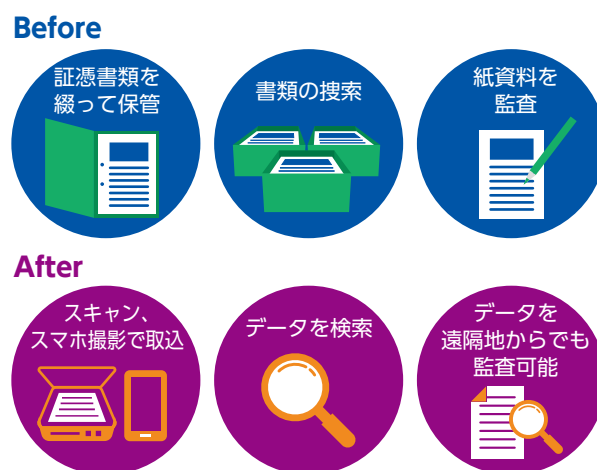 Before
証憑書類を
綴って保管
書類の捜索
紙資料を
監査
After
スキャン、
スマホ撮影で取込
データを検索
データを
遠隔地からでも
監査可能